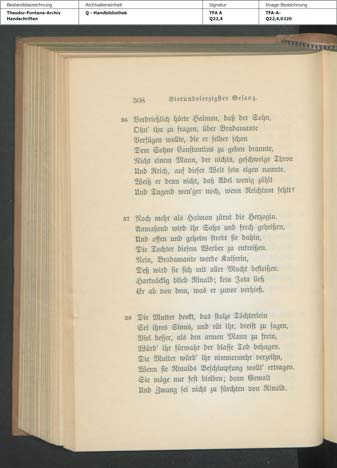 Bestandsbezeichnung Archivalieneinheit Signatur Image-Bezeichnung
Theodor-Fontane-Archiv Q - Handbibliothek TFA A TFA-A-
Handschriften Q22,4 Q22,4,0320
308 Vierundvierzigster Gesang.
36 Verdrießlich hörte Haimon, daß der Sohn,
Ohn' ihn zu fragen, über Bradamante
Verfügen wollte, die er selber schon
Dem Sohne Constantins zu geben brannte,
Nicht einem Mann, der nichts, geschweige Thron
Und Reich, auf dieser Welt sein eigen nannte.
Weiß er denn nicht, daß Adel wenig zählt
Und Tugend wen'ger noch, wenn Reichtum fehlt?
37 Noch mehr als Haimon zürnt die Herzogin.
Anmaßend wird ihr Sohn und frech geheißen,
Und offen und geheim strebt sie dahin,
Die Tochter diesem Werber zu entreißen.
Nein, Bradamante werde Kaiserin,
Deß wird sie sich mit aller Macht befleißen.
Hartnäckig blieb Rinald; kein Jota ließ
Er ab von dem, was er zuvor verhieß.
38 Die Mutter denkt, das stolze Töchterlein
Sei ihres Sinns, und rät ihr, dreist zu sagen,
Viel besser, als den armen Mann zu frein,
Würd' ihr fürwahr der blasse Tod behagen.
Die Mutter würd' ihr nimmermehr verzeihn,
Wenn sie Rinalds Beschimpfung wollt' ertragen.
Sie möge nur fest bleiben; denn Gewalt
Und Zwang sei nicht zu fürchten von Rinald.